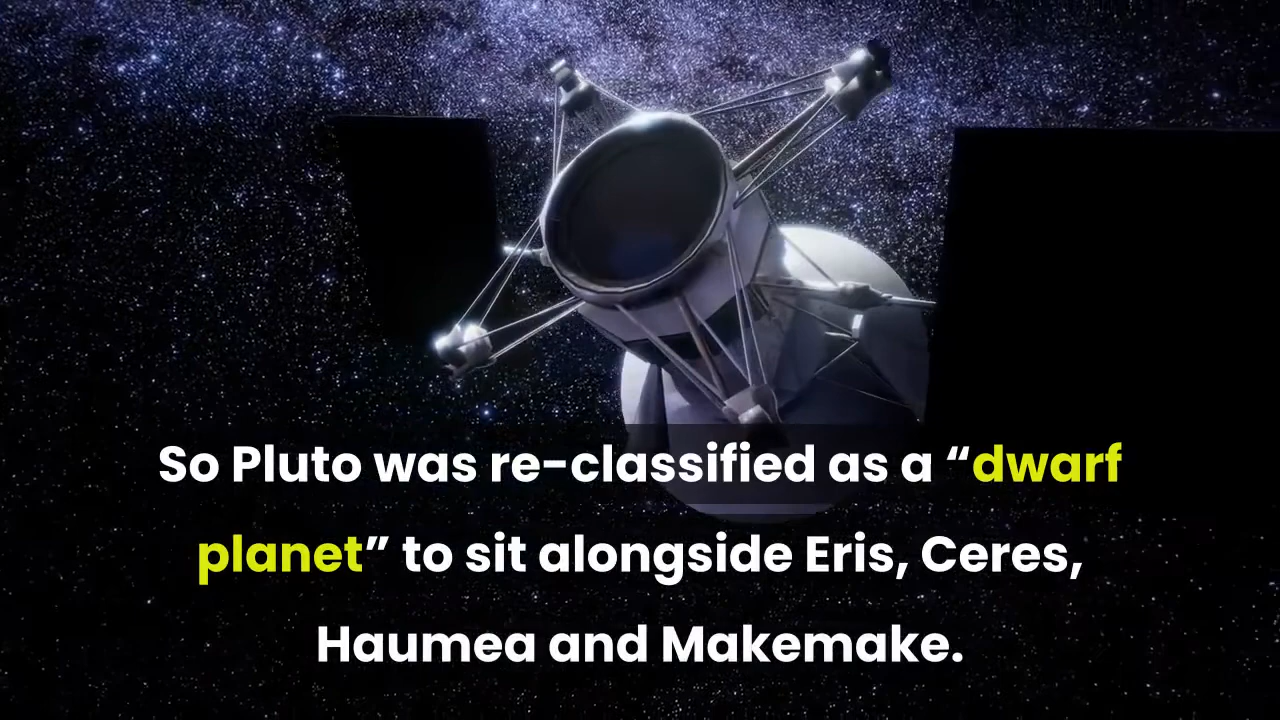 So Pluto was re-classified as a “dwarf
planet” to sit alongside Eris, Ceres,
Haumea and Makemake.